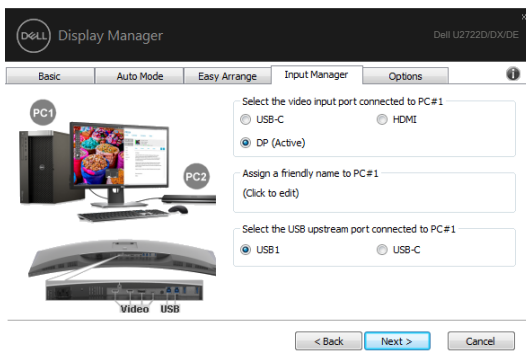 DELL Display Manager
Dell U2722D/DX/DE
Basic Auto Mode Easy Arrange Input Manager Options
Select the video input port connected to PC#1
USB-C HDMI
DP (Active)
Assign a friendly name to PC#1
(Click to edit)
Select the USB upstream port connected to PC#1
USB1 USB-C
PC1
PC2
Video USB
< Back Next > Cancel